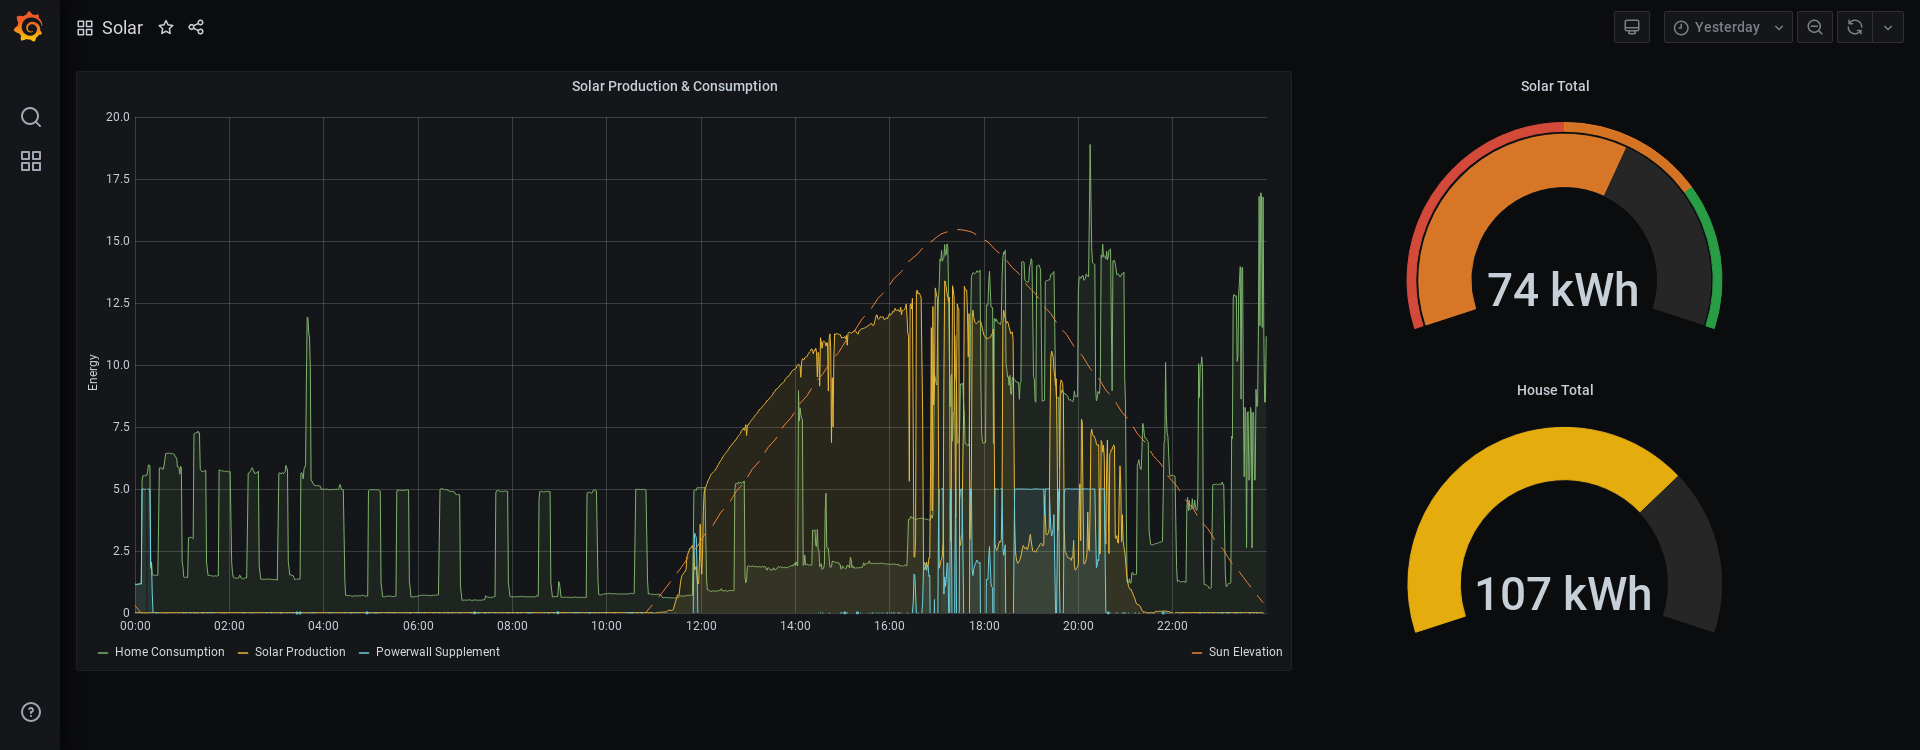 Solar
Yesterday
Solar Production & Consumption
20.0
17.5
15.0
12.5
10.0
7.5
5.0
2.5
0
Energy
00:00 02:00 04:00 06:00 08:00 10:00 12:00 14:00 16:00 18:00 20:00 22:00
Home Consumption Solar Production Powerwall Supplement Sun Elevation
Solar Total
74 kWh
House Total
107 kWh